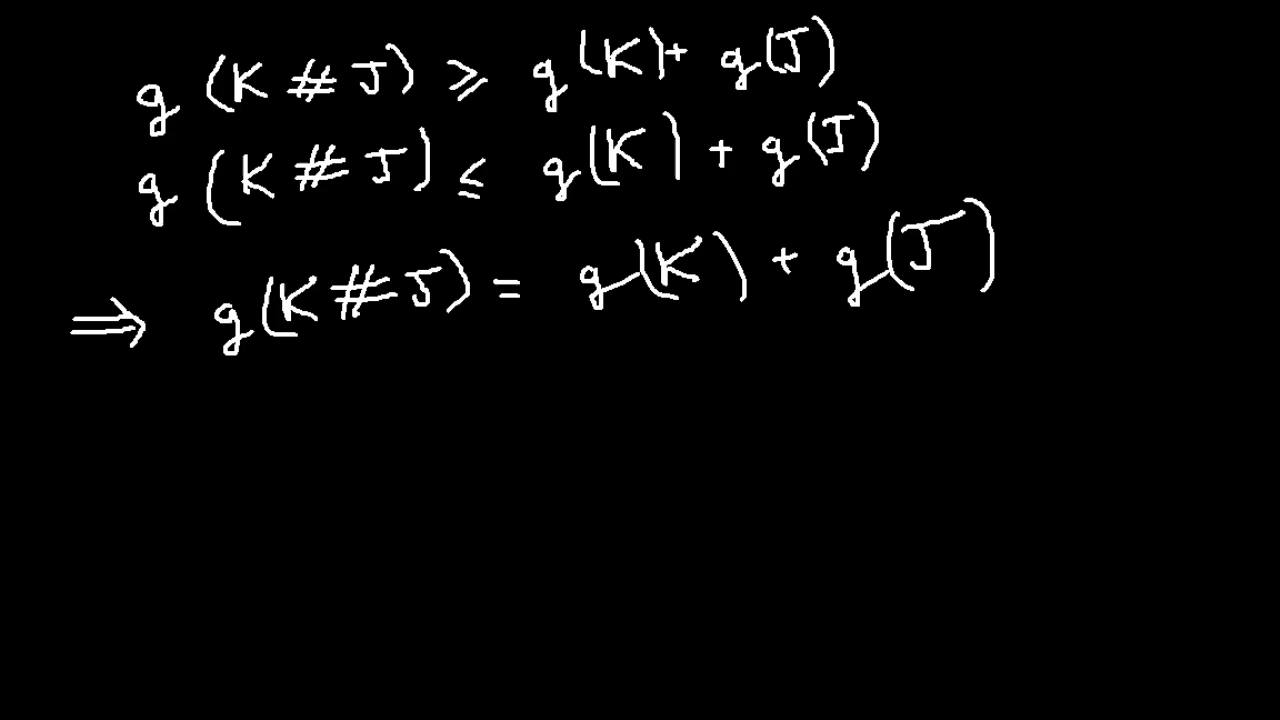 g (K # J) ≥ g(K) + g(J)
g (K # J) ≤ g(K) + g(J)
⇒ g(K # J) = g(K) + g(J)